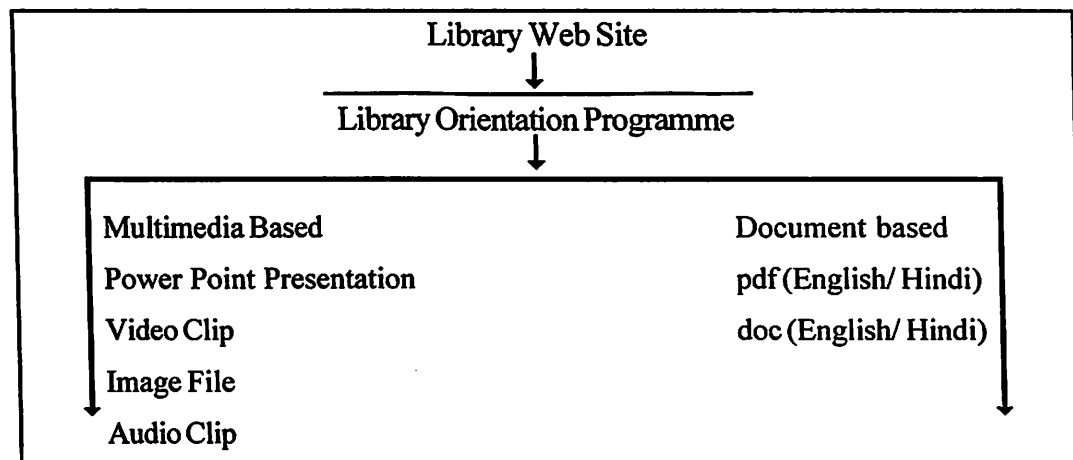 Library Web Site
Library Orientation Programme
Multimedia Based
Power Point Presentation
Video Clip
Image File
Audio Clip
Document based
pdf (English/ Hindi)
doc (English/ Hindi)